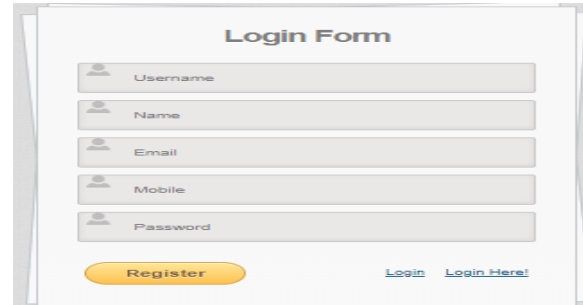 Login Form
Username
Name
Email
Mobile
Password
Register Login Login Here!